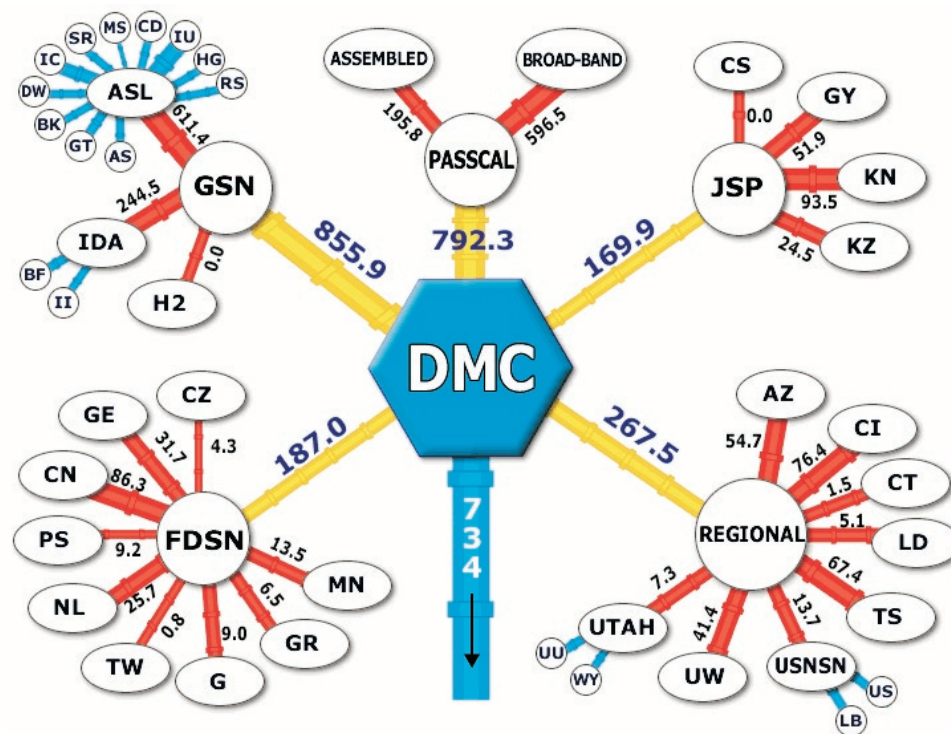 MS
CD
SR
IU
IC
HG
DW
ASL
RS
BK
GT
AS
611.4
GSN
244.5
IDA
BF
II
0.0
H2
855.9
ASSEMBLED
BROAD-BAND
195.8
596.5
PASSCAL
792.3
CS
0.0
GY
51.9
JSP
KN
93.5
24.5
KZ
169.9
DMC
187.0
CZ
GE
4.3
31.7
CN
86.3
PS
9.2
FDSN
NL
25.7
13.5
MN
6.5
GR
0.8
9.0
TW
G
734
267.5
AZ
54.7
CI
76.4
CT
1.5
5.1
LD
REGIONAL
67.4
TS
7.3
UTAH
UU
WY
41.4
UW
13.7
USNSN
US
LB